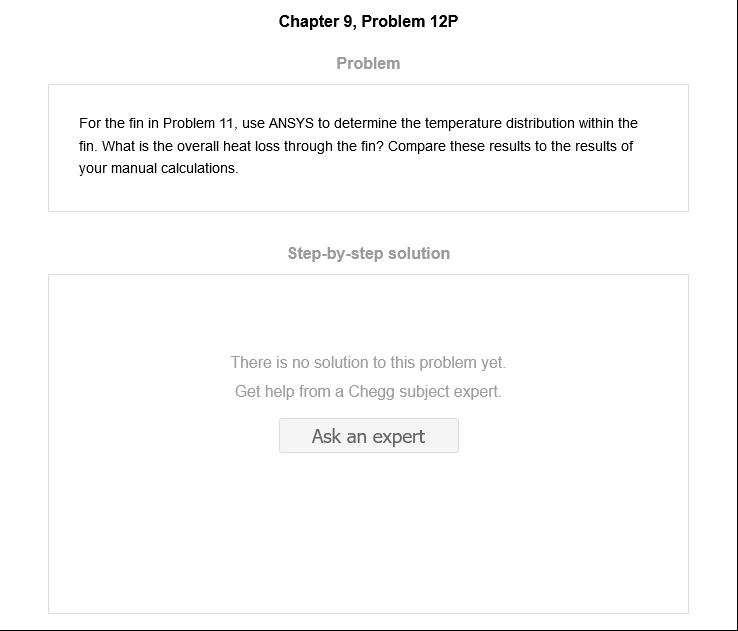 Chapter 9, Problem 12P
Problem
For the fin in Problem 11, use ANSYS to determine the temperature distribution within the
fin. What is the overall heat loss through the fin? Compare these results to the results of
your manual calculations.
Step-by-step solution
There is no solution to this problem yet.
Get help from a Chegg subject expert.
Ask an expert